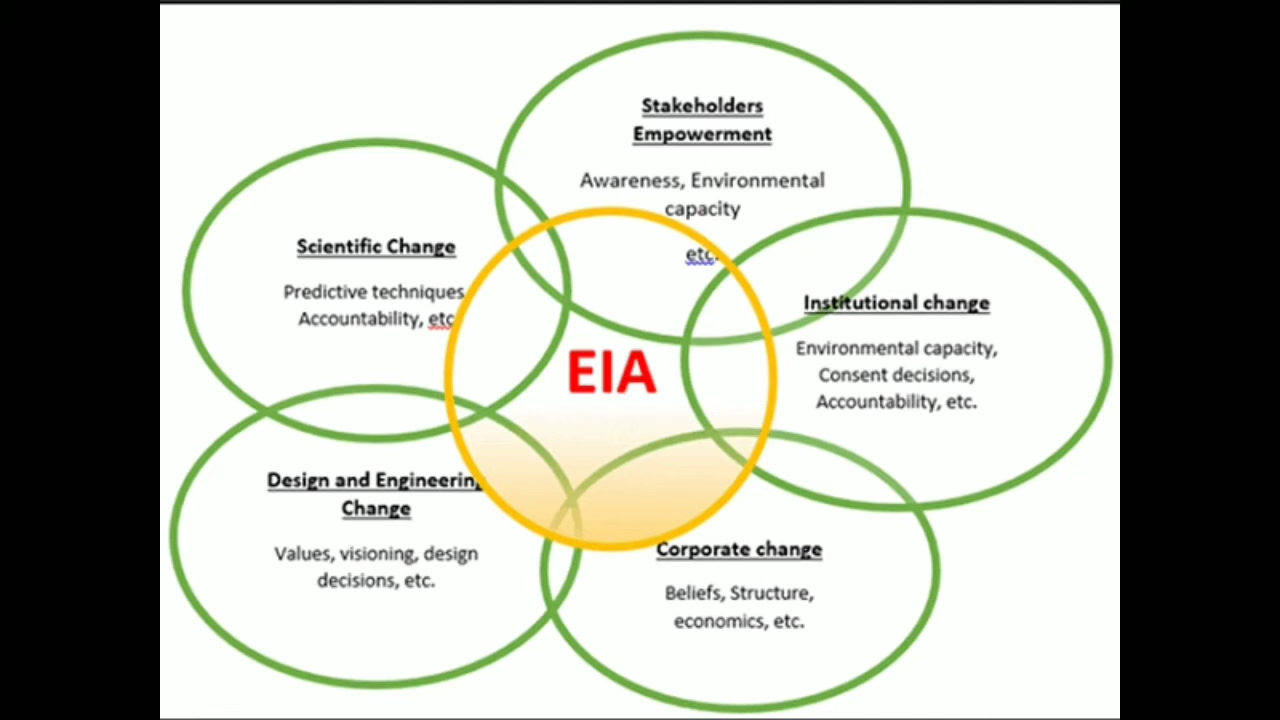 Stakeholders
Empowerment
Awareness, Environmental
capacity
etc.
Scientific Change
Predictive techniques
Accountability, etc
EIA
Institutional change
Environmental capacity,
Consent decisions,
Accountability, etc.
Design and Engineering
Change
Values, visioning, design
decisions, etc.
Corporate change
Beliefs, Structure,
economics, etc.